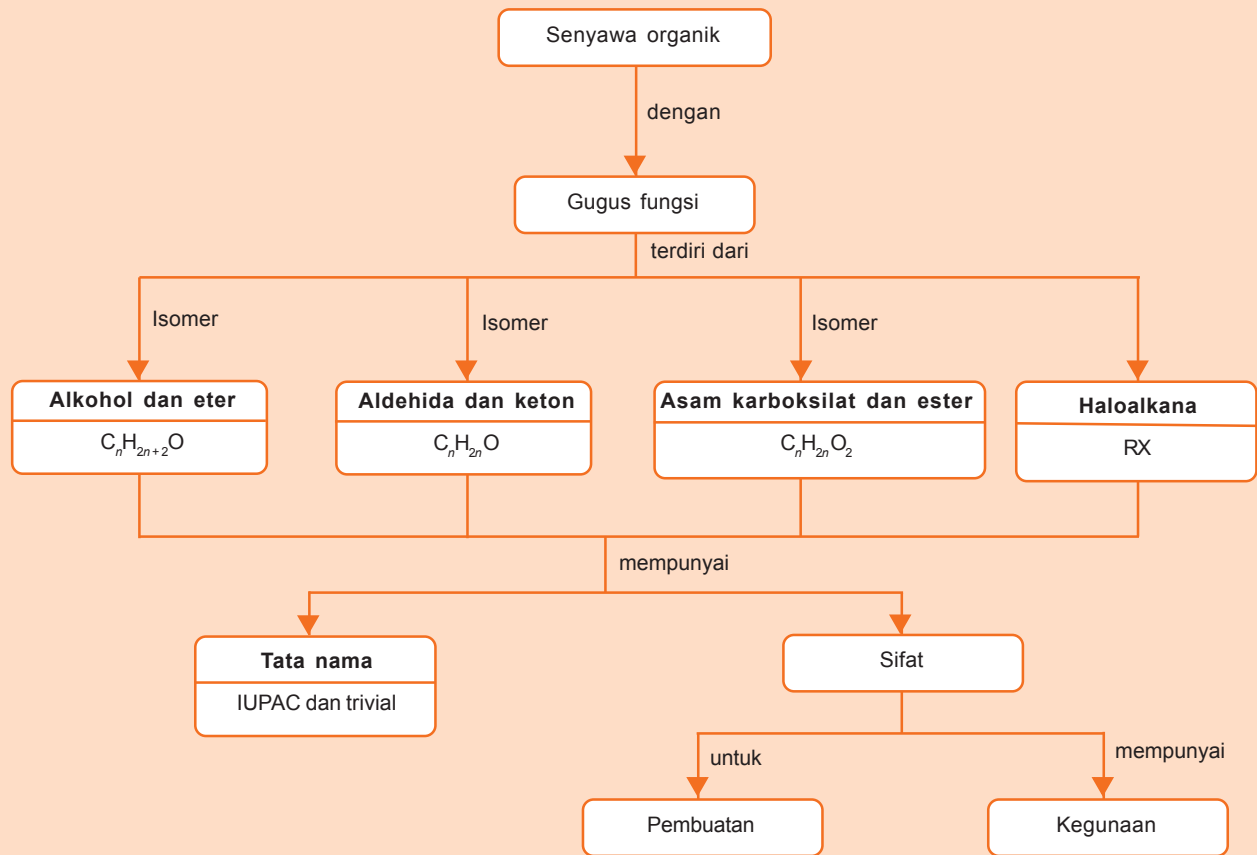 Senyawa organik
dengan
Gugus fungsi
terdiri dari
Isomer
Isomer
Isomer
Alkohol dan eter
CₙH₂ₙ₊₂O
Aldehida dan keton
CₙH₂ₙO
Asam karboksilat dan ester
CₙH₂ₙO₂
Haloalkana
RX
mempunyai
Tata nama
IUPAC dan trivial
Sifat
untuk
mempunyai
Pembuatan
Kegunaan